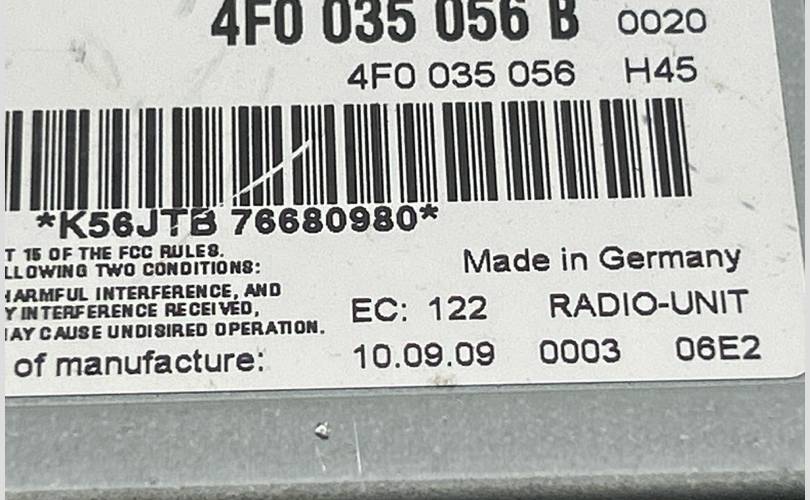 4F0 035 056 B 0020
4F0 035 056 H45
*K56JTB 76680980*
T 15 OF THE FCC RULES.
LLOWING TWO CONDITIONS:
HARMFUL INTERFERENCE, AND
Y INTERFERENCE RECEIVED,
AY CAUSE UNDISIRED OPERATION.
Made in Germany
EC: 122 RADIO-UNIT
of manufacture: 10.09.09 0003 06E2